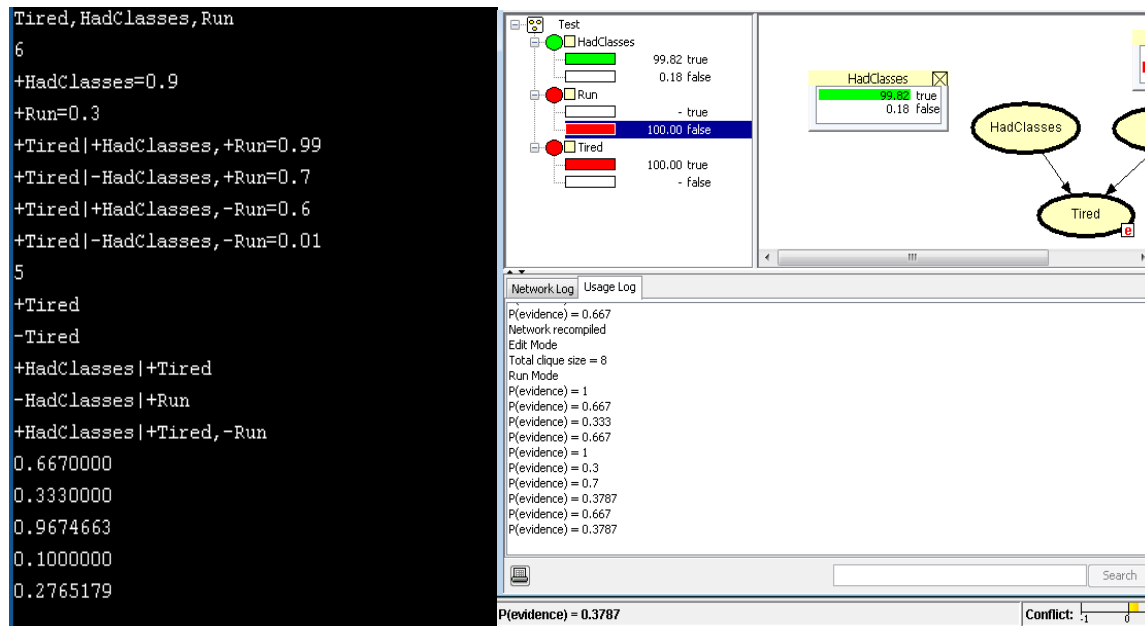 Tired,HadClasses,Run
6
+HadClasses=0.9
+Run=0.3
+Tired|+HadClasses,+Run=0.99
+Tired|-HadClasses,+Run=0.7
+Tired|+HadClasses,-Run=0.6
+Tired|-HadClasses,-Run=0.01
5
+Tired
-Tired
+HadClasses|+Tired
-HadClasses|+Run
+HadClasses|+Tired,-Run
0.6670000
0.3330000
0.9674663
0.1000000
0.2765179
Test
HadClasses
99.82 true
0.18 false
Run
- true
100.00 false
Tired
100.00 true
- false
HadClasses
99.82 true
0.18 false
HadClasses
Tired
e
Network Log Usage Log
P(evidence) = 0.667
Network recompiled
Edit Mode
Total clique size = 8
Run Mode
P(evidence) = 1
P(evidence) = 0.667
P(evidence) = 0.333
P(evidence) = 0.667
P(evidence) = 1
P(evidence) = 0.3
P(evidence) = 0.7
P(evidence) = 0.3787
P(evidence) = 0.667
P(evidence) = 0.3787
Search
P(evidence) = 0.3787
Conflict:
-1 0